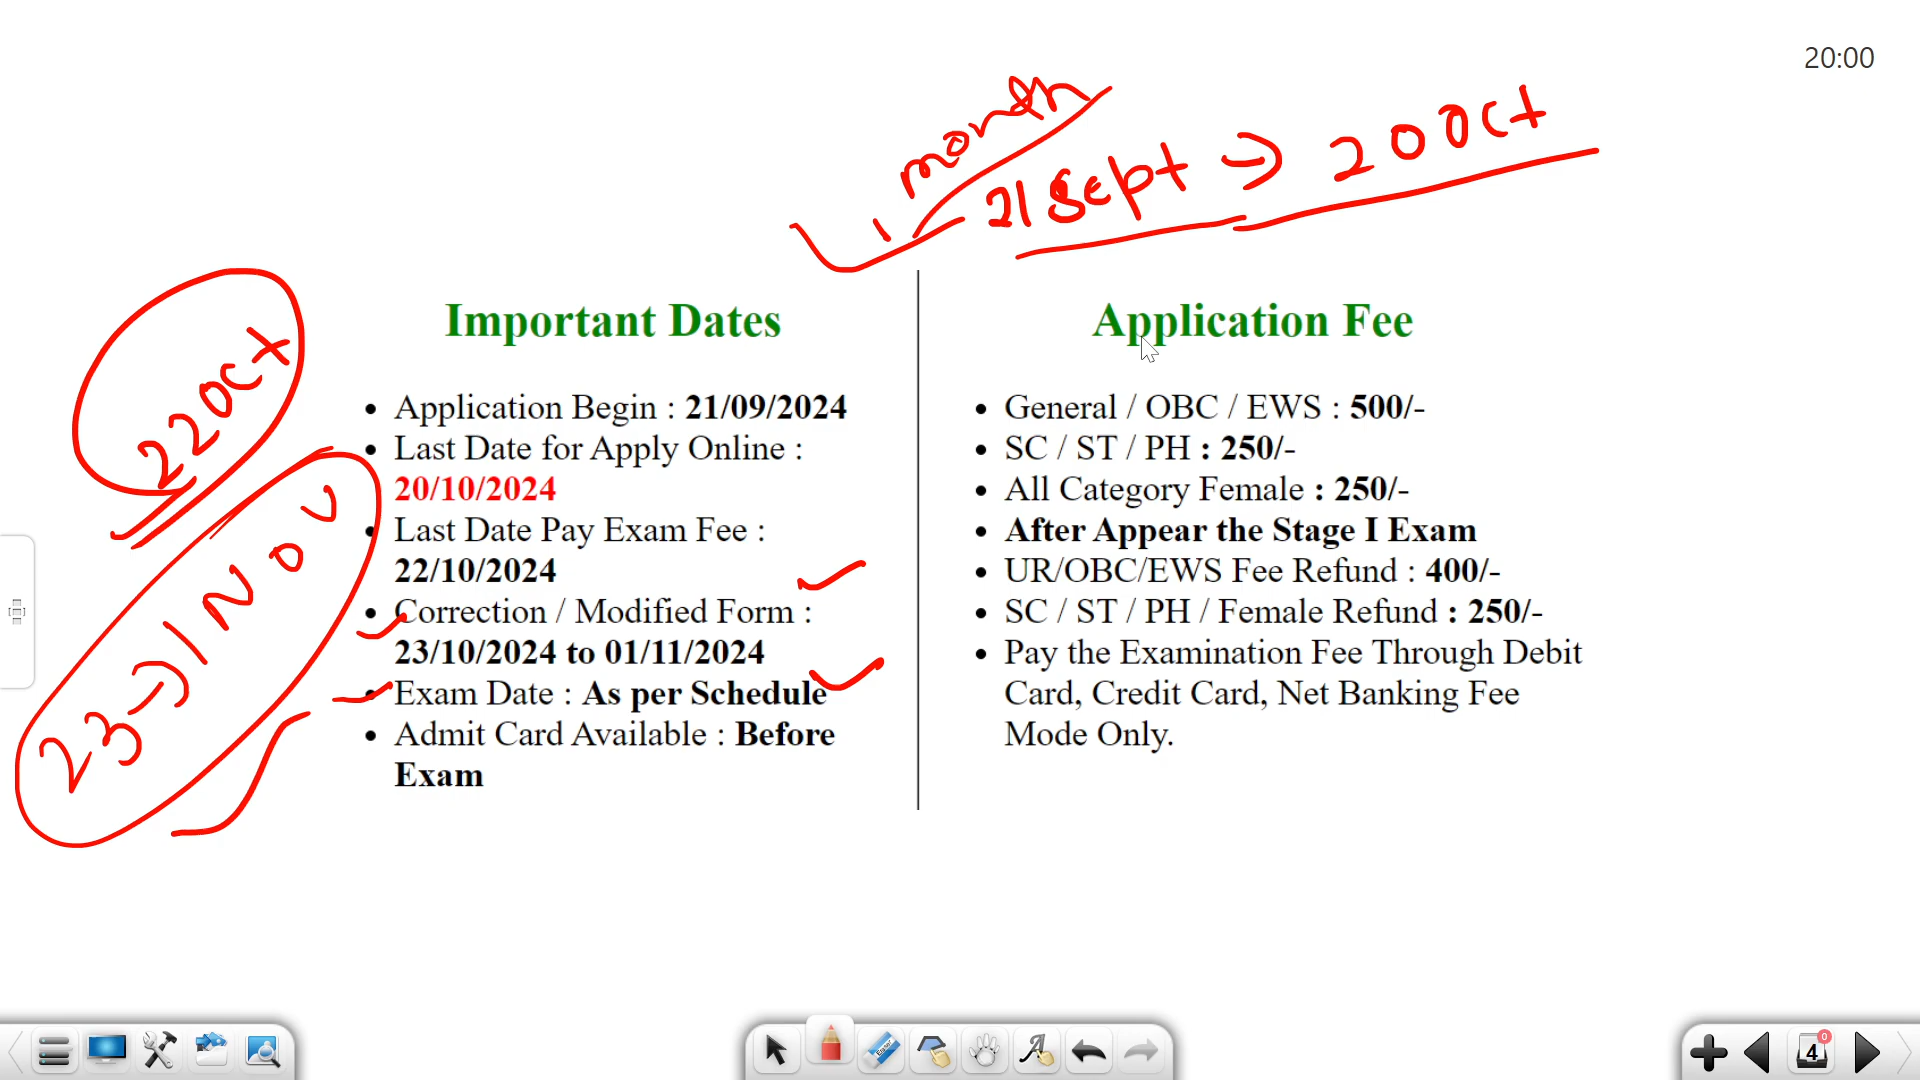 20:00
1 month
21 Sept → 20 Oct
Important Dates
22 Oct
23 → 1 Nov
• Application Begin : 21/09/2024
• Last Date for Apply Online :
20/10/2024
• Last Date Pay Exam Fee :
22/10/2024
• Correction / Modified Form :
23/10/2024 to 01/11/2024
• Exam Date : As per Schedule
• Admit Card Available : Before
Exam
Application Fee
• General / OBC / EWS : 500/-
• SC / ST / PH : 250/-
• All Category Female : 250/-
• After Appear the Stage I Exam
• UR/OBC/EWS Fee Refund : 400/-
• SC / ST / PH / Female Refund : 250/-
• Pay the Examination Fee Through Debit
Card, Credit Card, Net Banking Fee
Mode Only.
Eraser
A
4
0